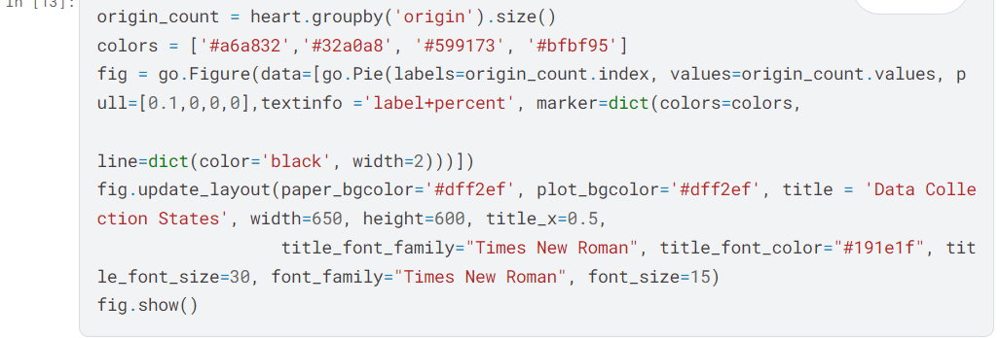 In [13]:
origin_count = heart.groupby('origin').size()
colors = ['#a6a832','#32a0a8', '#599173', '#bfbf95']
fig = go.Figure(data=[go.Pie(labels=origin_count.index, values=origin_count.values, p
ull=[0.1,0,0,0],textinfo ='label+percent', marker=dict(colors=colors,
line=dict(color='black', width=2)))])
fig.update_layout(paper_bgcolor='#dff2ef', plot_bgcolor='#dff2ef', title = 'Data Colle
ction States', width=650, height=600, title_x=0.5,
title_font_family="Times New Roman", title_font_color="#191e1f", tit
le_font_size=30, font_family="Times New Roman", font_size=15)
fig.show()